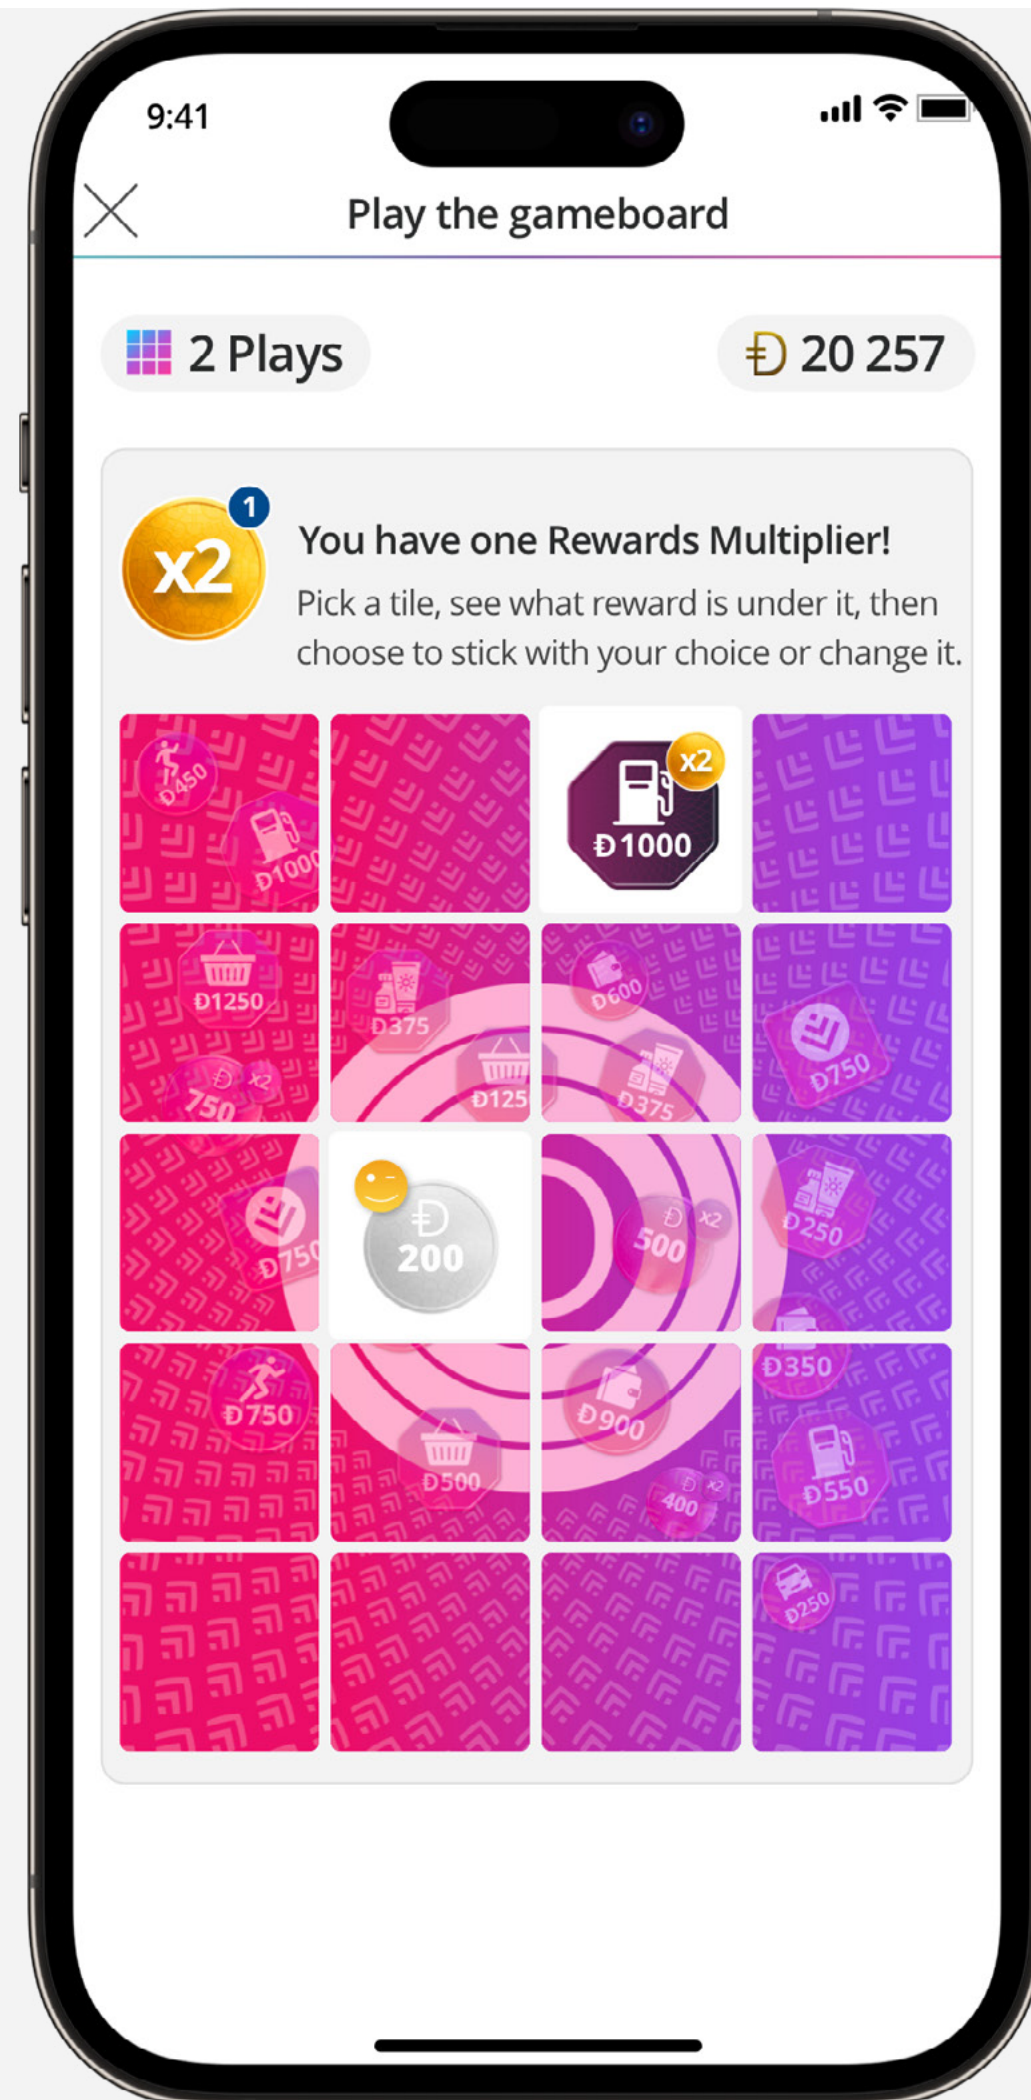 9:41
Play the gameboard
2 Plays
Đ 20 257
1
x2
You have one Rewards Multiplier!
Pick a tile, see what reward is under it, then
choose to stick with your choice or change it.
Đ450
Đ1000
x2
Đ1000
Đ1250
Đ
x2
750
Đ375
Đ125
Đ600
Đ375
Đ750
Đ750
Đ
200
Đ
x2
500
Đ250
Đ350
Đ750
Đ500
Đ900
Đ
x2
400
Đ550
Đ250